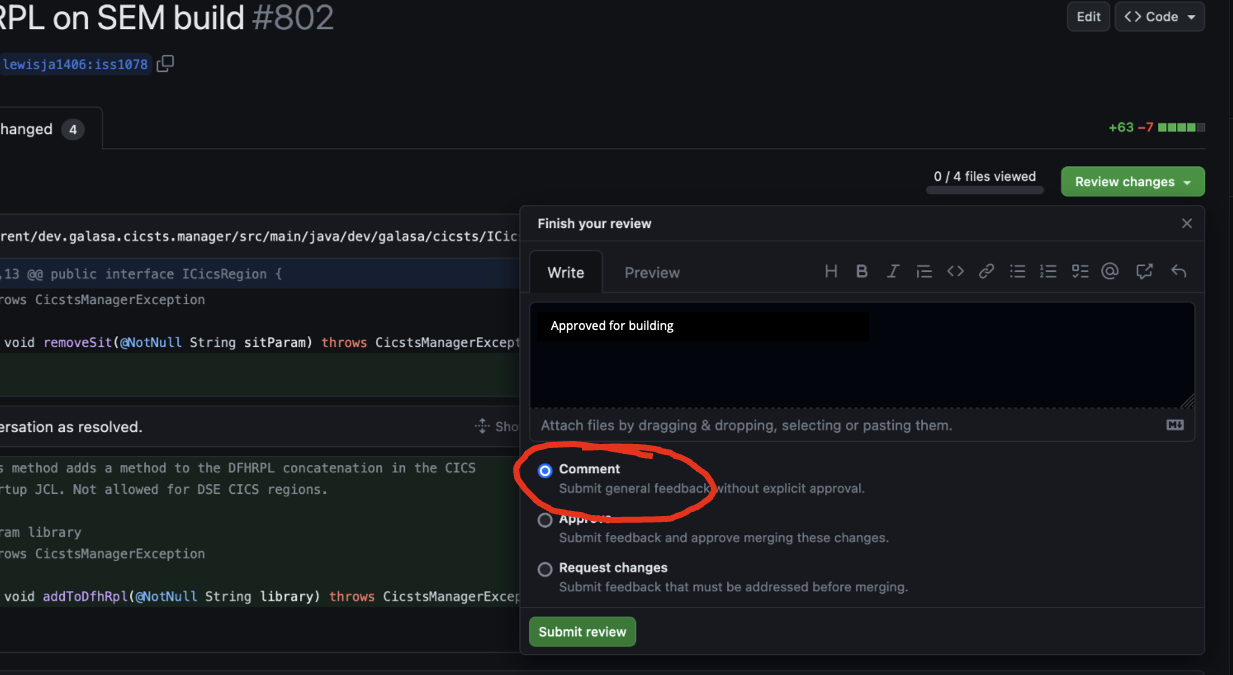 RPL on SEM build #802
Edit
<> Code
lewisja1406:iss1078
hanged 4
+63 −7
0 / 4 files viewed
Review changes
Finish your review
rent/dev.galasa.cicsts.manager/src/main/java/dev/galasa/cicsts/ICic
,13 @@ public interface ICicsRegion {
rows CicstsManagerException
void removeSit(@NotNull String sitParam) throws CicstsManagerExcept
Write
Preview
Approved for building
Attach files by dragging & dropping, selecting or pasting them.
ersation as resolved.
Sho
s method adds a method to the DFHRPL concatenation in the CICS
rtup JCL. Not allowed for DSE CICS regions.
ram library
rows CicstsManagerException
void addToDfhRpl(@NotNull String library) throws CicstsManagerExcep
Comment
Submit general feedback without explicit approval.
Approve
Submit feedback and approve merging these changes.
Request changes
Submit feedback that must be addressed before merging.
Submit review